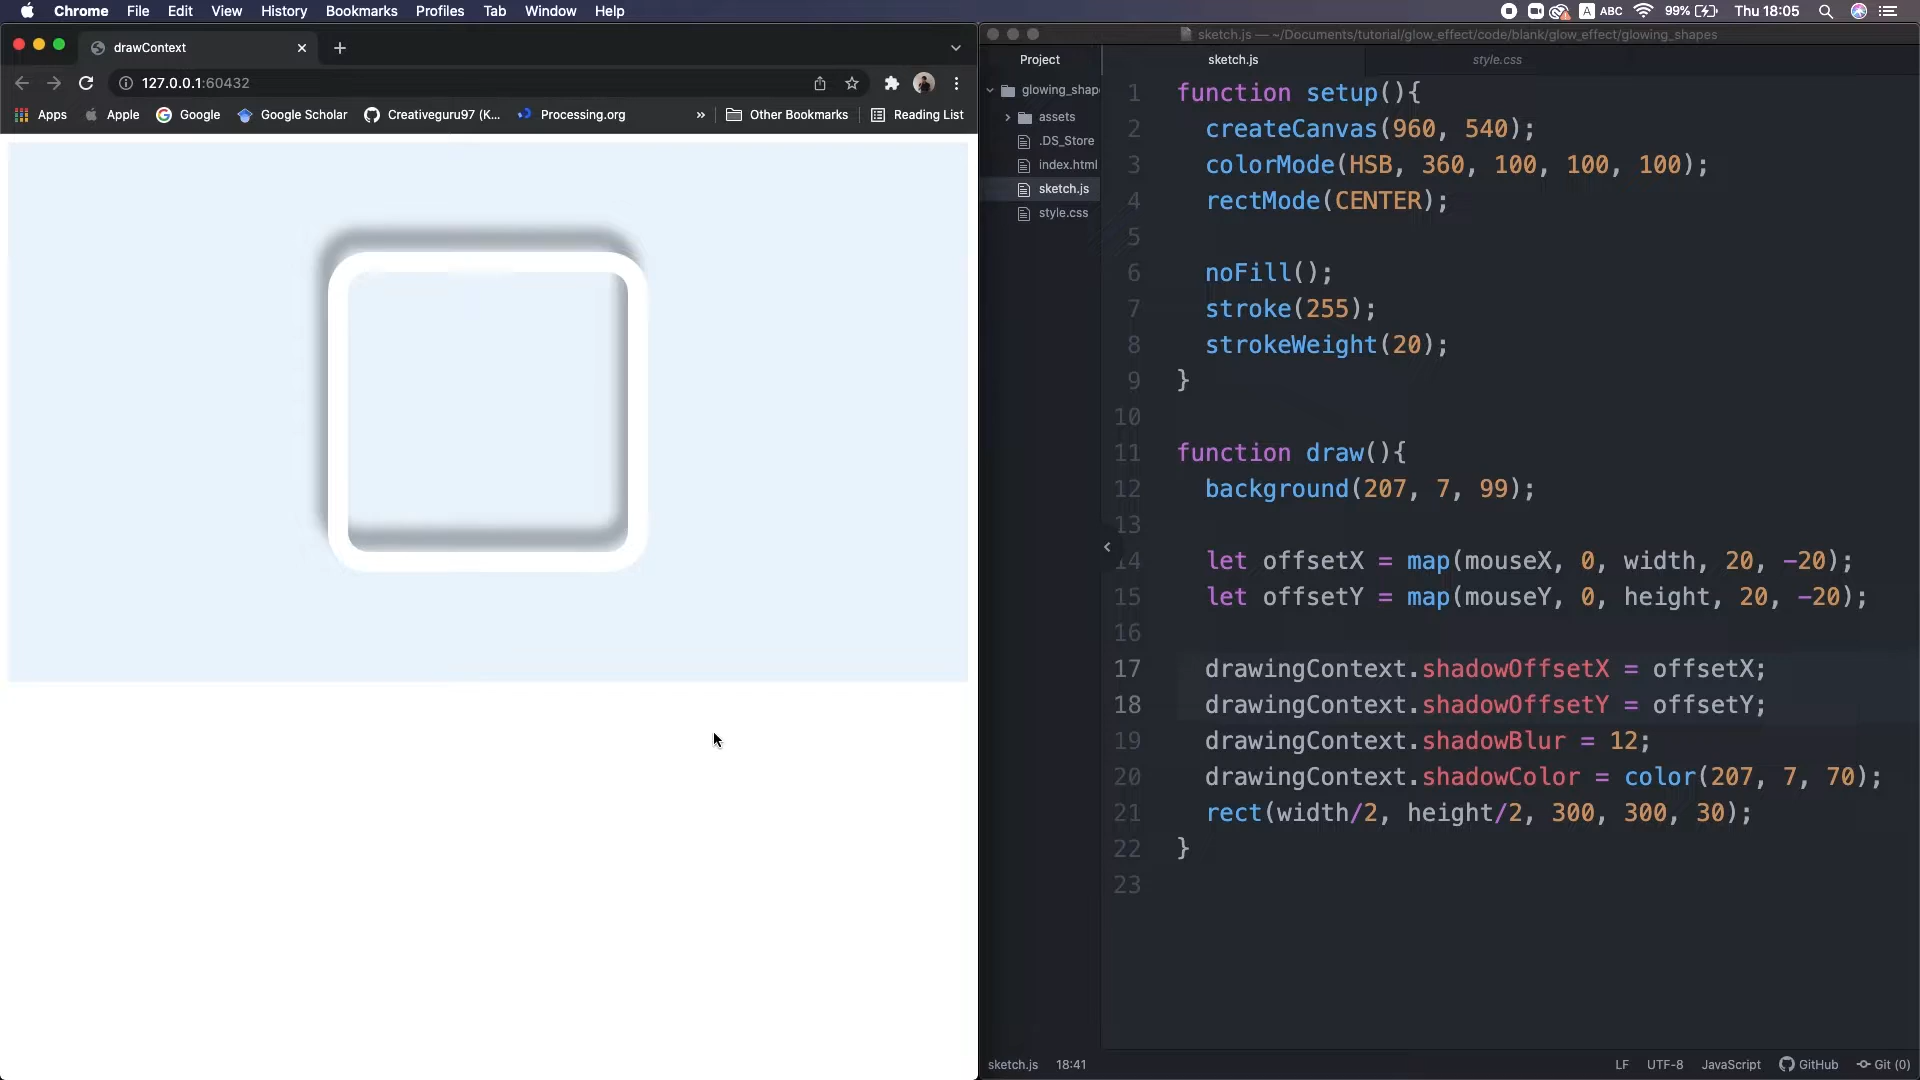 Chrome File Edit View History Bookmarks Profiles Tab Window Help
A ABC 99% Thu 18:05
drawContext
127.0.0.1:60432
Apps Apple Google Google Scholar Creativeguru97 (K... Processing.org » Other Bookmarks Reading List
sketch.js — ~/Documents/tutorial/glow_effect/code/blank/glow_effect/glowing_shapes
Project
glowing_shap
assets
.DS_Store
index.html
sketch.js
style.css
sketch.js style.css
1 function setup(){
2 createCanvas(960, 540);
3 colorMode(HSB, 360, 100, 100, 100);
4 rectMode(CENTER);
5
6 noFill();
7 stroke(255);
8 strokeWeight(20);
9 }
10
11 function draw(){
12 background(207, 7, 99);
13
14 let offsetX = map(mouseX, 0, width, 20, -20);
15 let offsetY = map(mouseY, 0, height, 20, -20);
16
17 drawingContext.shadowOffsetX = offsetX;
18 drawingContext.shadowOffsetY = offsetY;
19 drawingContext.shadowBlur = 12;
20 drawingContext.shadowColor = color(207, 7, 70);
21 rect(width/2, height/2, 300, 300, 30);
22 }
23
sketch.js 18:41 LF UTF-8 JavaScript GitHub Git (0)